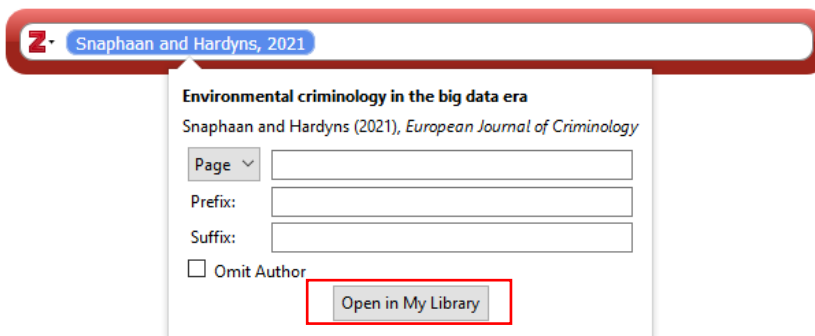 Z Snaphaan and Hardyns, 2021
Environmental criminology in the big data era
Snaphaan and Hardyns (2021), European Journal of Criminology
Page
Prefix:
Suffix:
Omit Author
Open in My Library